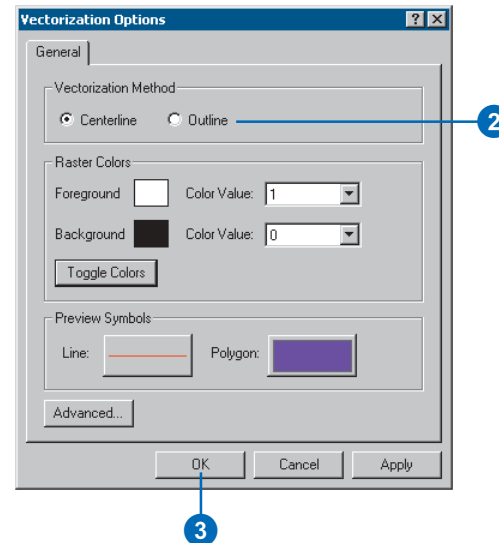 Vectorization Options
General
Vectorization Method
Centerline Outline
2
Raster Colors
Foreground Color Value: 1
Background Color Value: 0
Toggle Colors
Preview Symbols
Line: Polygon:
Advanced...
OK Cancel Apply
3